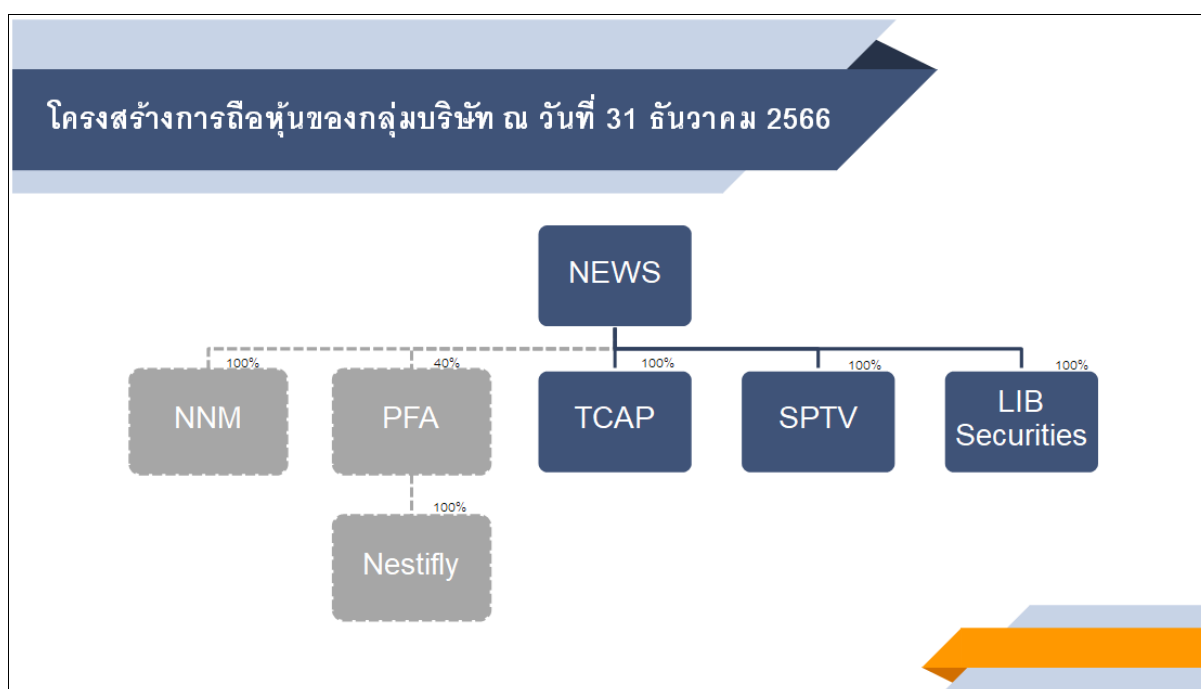 โครงสร้างการถือหุ้นของกลุ่มบริษัท ณ วันที่ 31 ธันวาคม 2566
NEWS
100%
40%
100%
100%
100%
NNM
PFA
TCAP
SPTV
LIB
Securities
100%
Nestifly